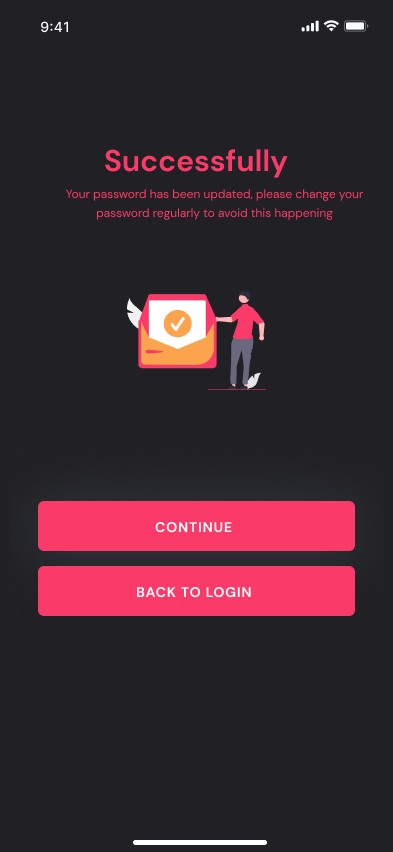 9:41
Successfully
Your password has been updated, please change your
password regularly to avoid this happening
CONTINUE
BACK TO LOGIN